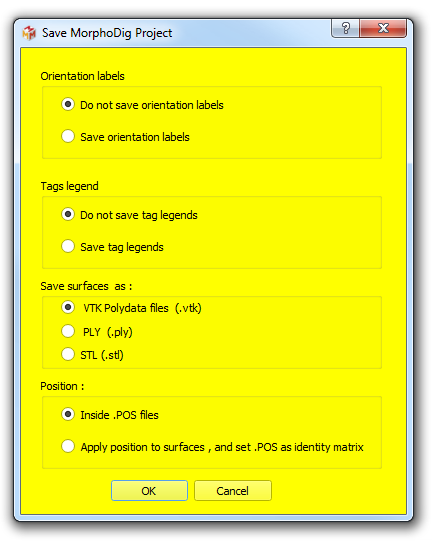 Save MorphoDig Project
Orientation labels
Do not save orientation labels
Save orientation labels
Tags legend
Do not save tag legends
Save tag legends
Save surfaces  as :
VTK Polydata files  (.vtk)
PLY  (.ply)
STL (.stl)
Position :
Inside .POS files
Apply position to surfaces , and set .POS as identity matrix
OK
Cancel